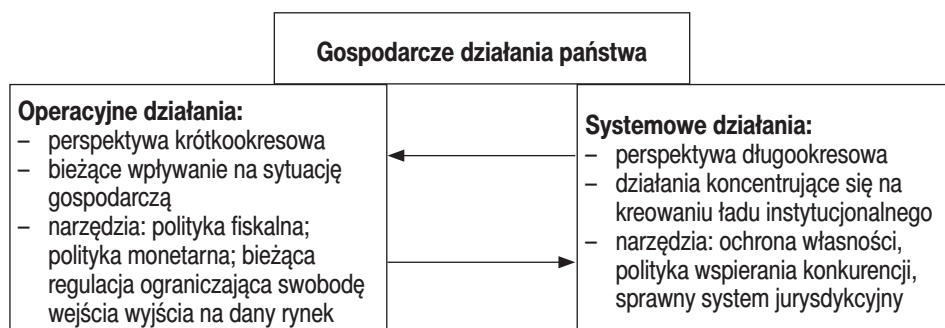 Gospodarcze działania państwa
Operacyjne działania:
– perspektywa krótkookresowa
– bieżące wpływanie na sytuację
gospodarczą
– narzędzia: polityka fiskalna;
polityka monetarna; bieżąca
regulacja ograniczająca swobodę
wejścia wyjścia na dany rynek
Systemowe działania:
– perspektywa długookresowa
– działania koncentrujące się na
kreowaniu ładu instytucjonalnego
– narzędzia: ochrona własności,
polityka wspierania konkurencji,
sprawny system jurysdykcyjny